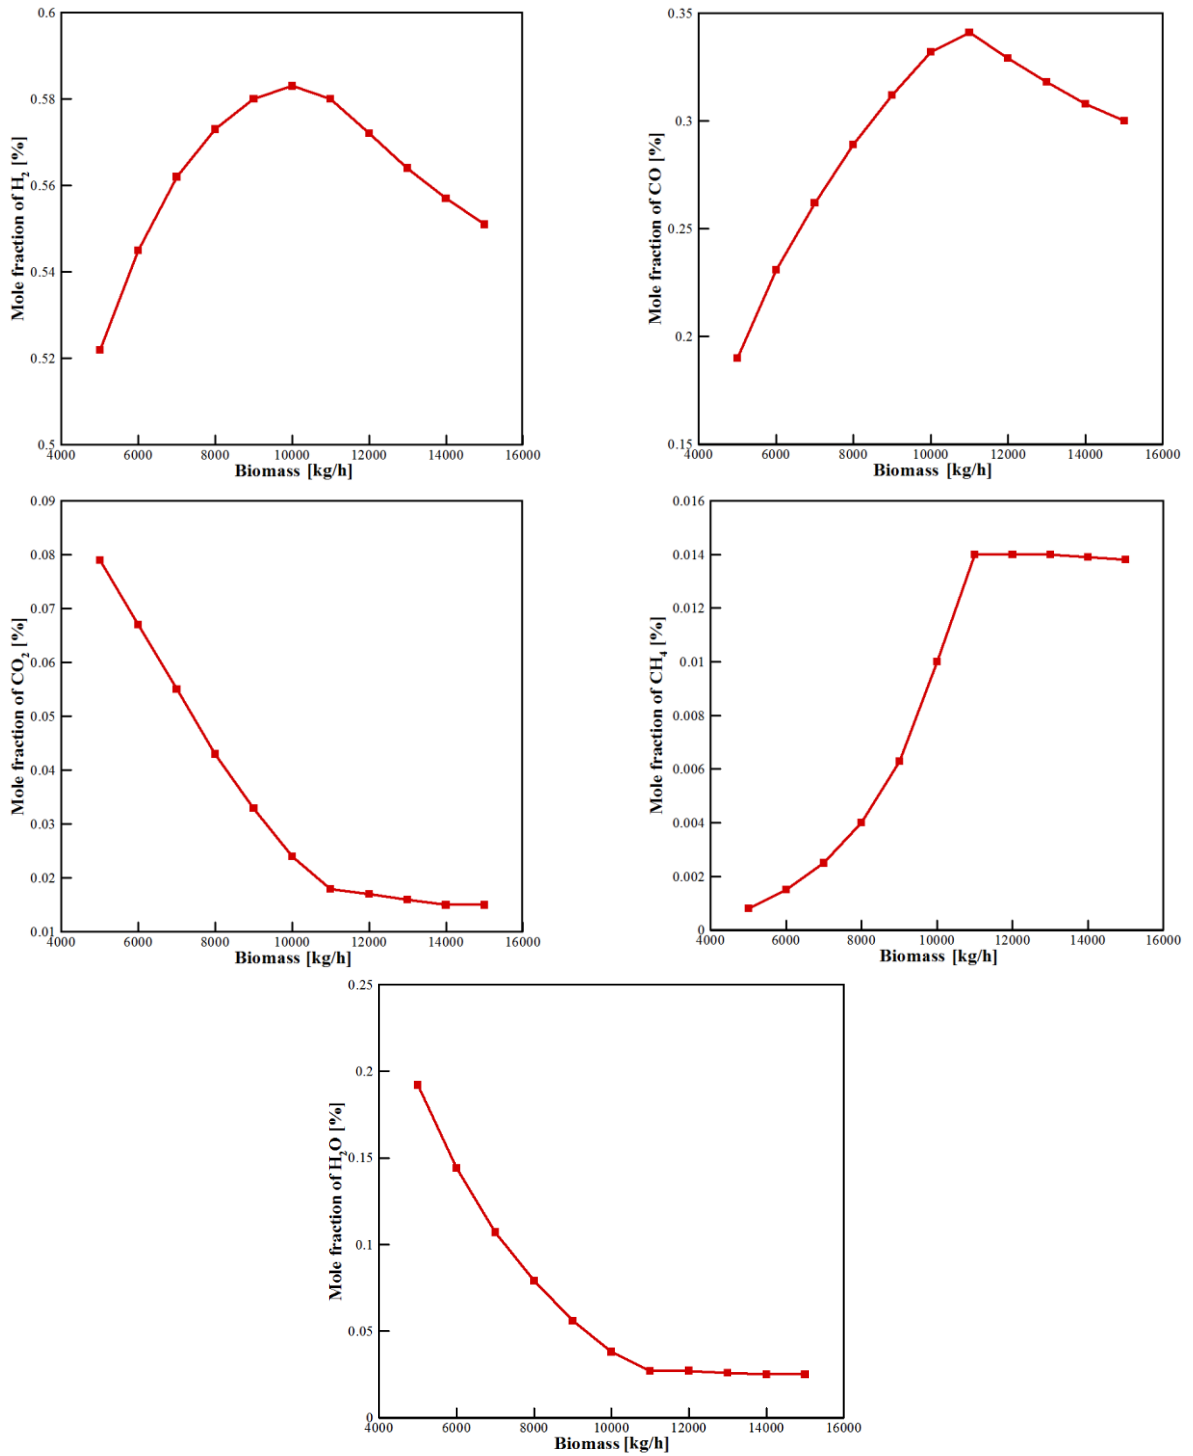 0.6
0.58
0.56
0.54
0.52
0.5
Mole fraction of H₂ [%]
4000 6000 8000 10000 12000 14000 16000
Biomass [kg/h]
0.35
0.3
0.25
0.2
0.15
Mole fraction of CO [%]
4000 6000 8000 10000 12000 14000 16000
Biomass [kg/h]
0.09
0.08
0.07
0.06
0.05
0.04
0.03
0.02
0.01
Mole fraction of CO₂ [%]
4000 6000 8000 10000 12000 14000 16000
Biomass [kg/h]
0.016
0.014
0.012
0.01
0.008
0.006
0.004
0.002
0
Mole fraction of CH₄ [%]
4000 6000 8000 10000 12000 14000 16000
Biomass [kg/h]
0.25
0.2
0.15
0.1
0.05
0
Mole fraction of H₂O [%]
4000 6000 8000 10000 12000 14000 16000
Biomass [kg/h]